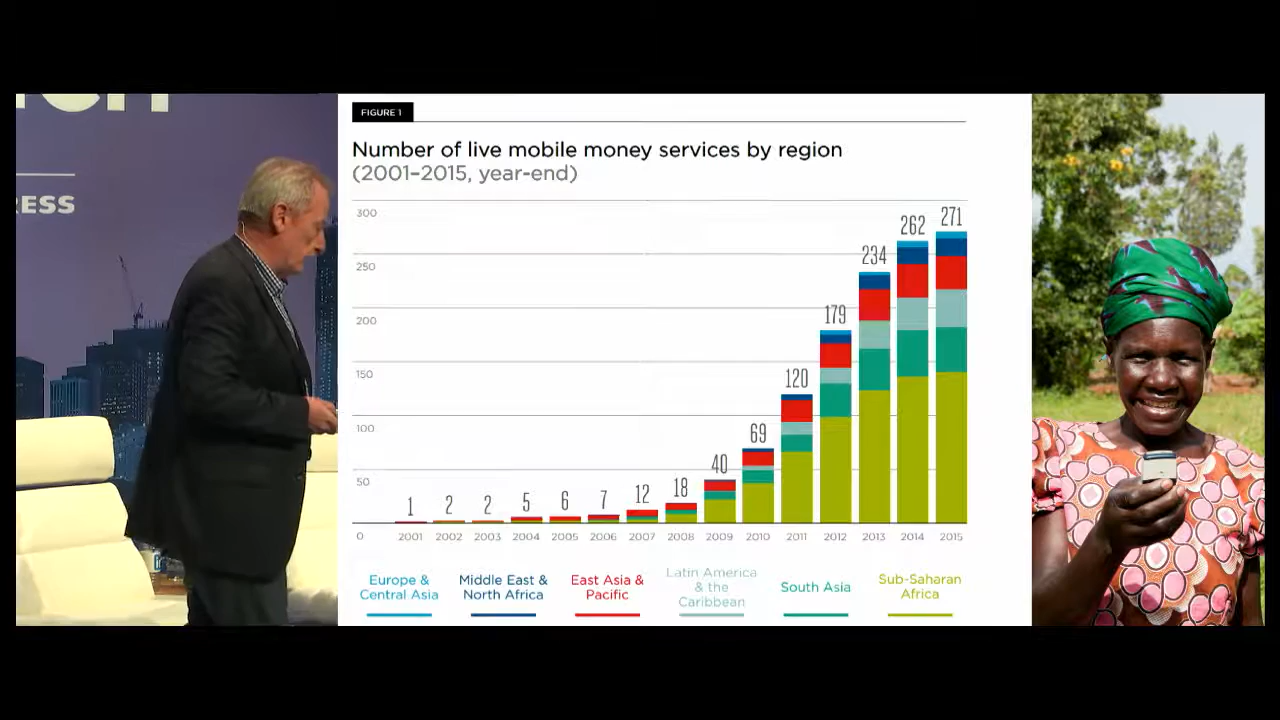 ESS
FIGURE 1
Number of live mobile money services by region
(2001–2015, year-end)
300
250
200
150
100
50
0
1
2
2
5
6
7
12
18
40
69
120
179
234
262
271
2001
2002
2003
2004
2005
2006
2007
2008
2009
2010
2011
2012
2013
2014
2015
Europe &
Central Asia
Middle East &
North Africa
East Asia &
Pacific
Latin America
& the
Caribbean
South Asia
Sub-Saharan
Africa